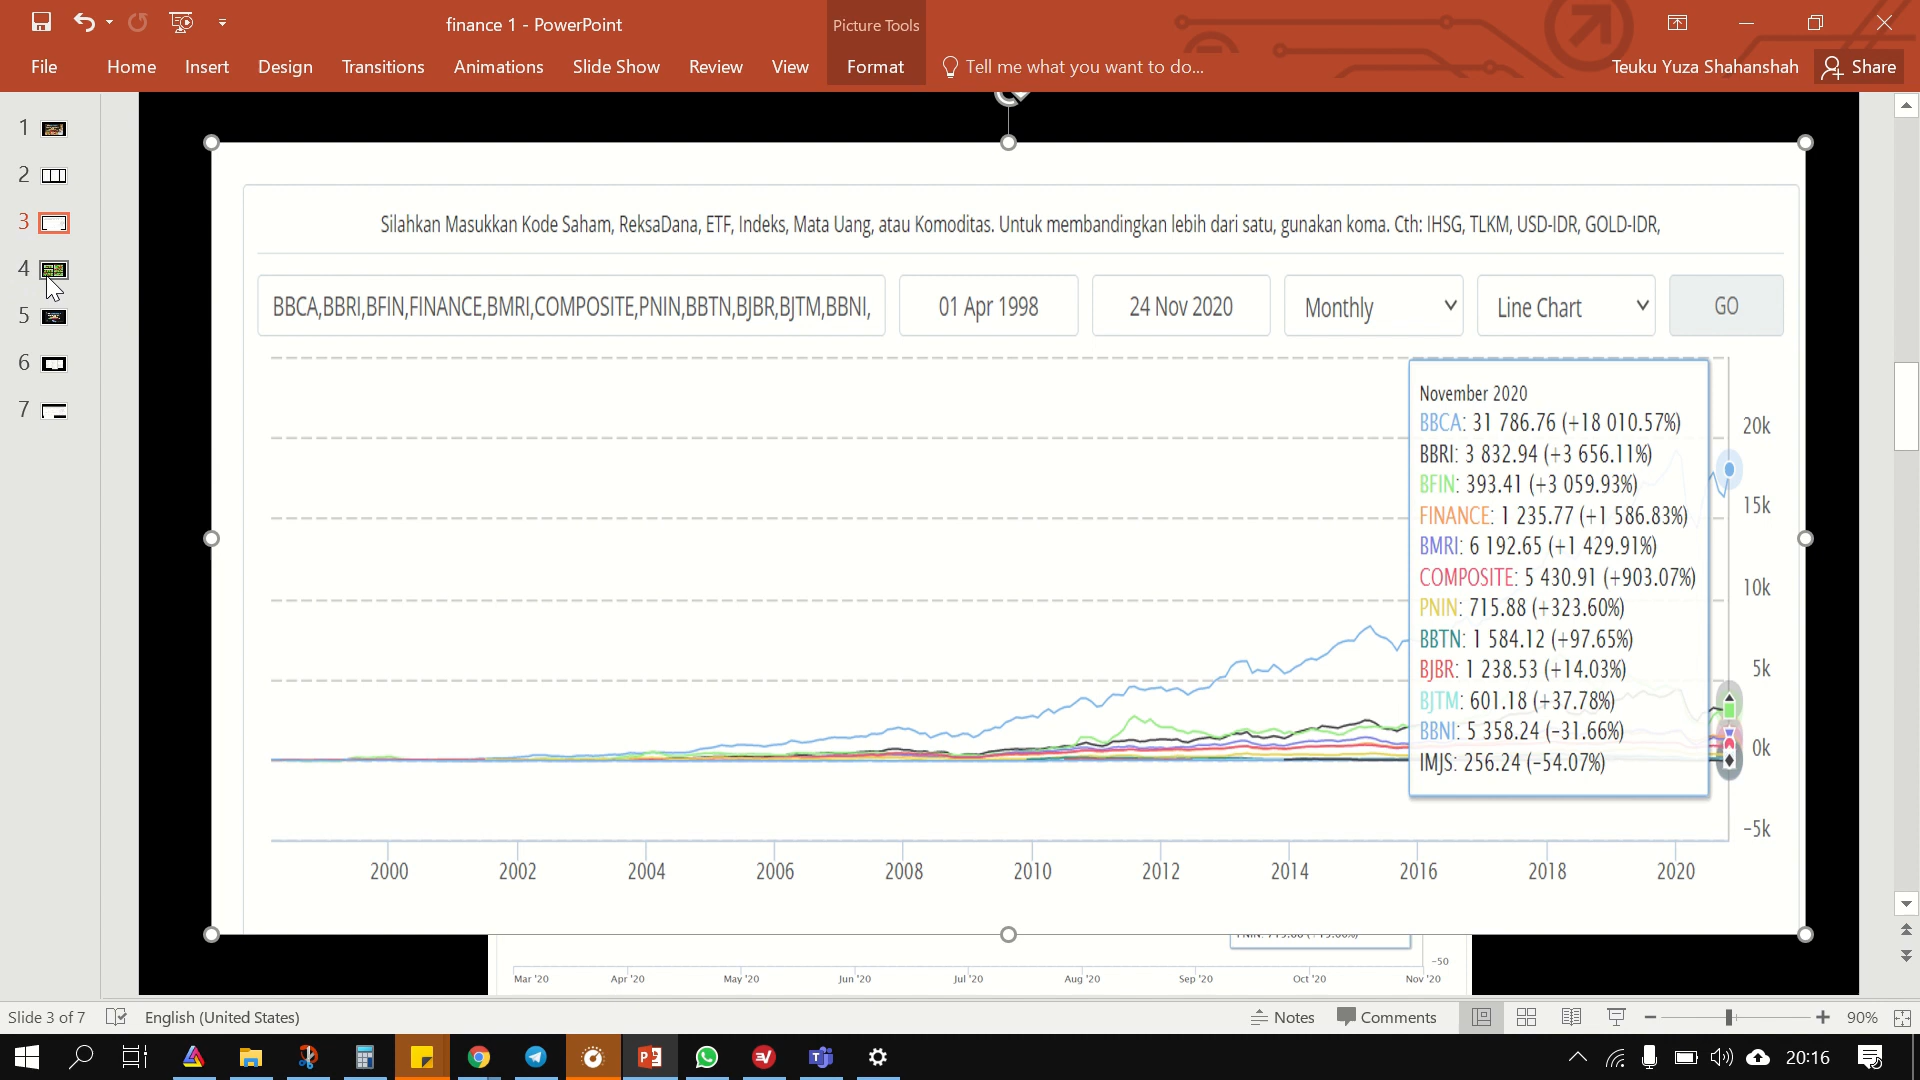 finance 1 - PowerPoint
Picture Tools
File
Home
Insert
Design
Transitions
Animations
Slide Show
Review
View
Format
Tell me what you want to do...
Teuku Yuza Shahanshah
Share
1
2
3
4
5
6
7
Silahkan Masukkan Kode Saham, ReksaDana, ETF, Indeks, Mata Uang, atau Komoditas. Untuk membandingkan lebih dari satu, gunakan koma. Cth: IHSG, TLKM, USD-IDR, GOLD-IDR,
BBCA,BBRI,BFIN,FINANCE,BMRI,COMPOSITE,PNIN,BBTN,BJBR,BJTM,BBNI,
01 Apr 1998
24 Nov 2020
Monthly
Line Chart
GO
November 2020
BBCA: 31 786.76 (+18 010.57%)
BBRI: 3 832.94 (+3 656.11%)
BFIN: 393.41 (+3 059.93%)
FINANCE: 1 235.77 (+1 586.83%)
BMRI: 6 192.65 (+1 429.91%)
COMPOSITE: 5 430.91 (+903.07%)
PNIN: 715.88 (+323.60%)
BBTN: 1 584.12 (+97.65%)
BJBR: 1 238.53 (+14.03%)
BJTM: 601.18 (+37.78%)
BBNI: 5 358.24 (-31.66%)
IMJS: 256.24 (-54.07%)
20k
15k
10k
5k
0k
-5k
2000
2002
2004
2006
2008
2010
2012
2014
2016
2018
2020
-50
Mar '20
Apr '20
May '20
Jun '20
Jul '20
Aug '20
Sep '20
Oct '20
Nov '20
Slide 3 of 7
English (United States)
Notes
Comments
90%
20:16